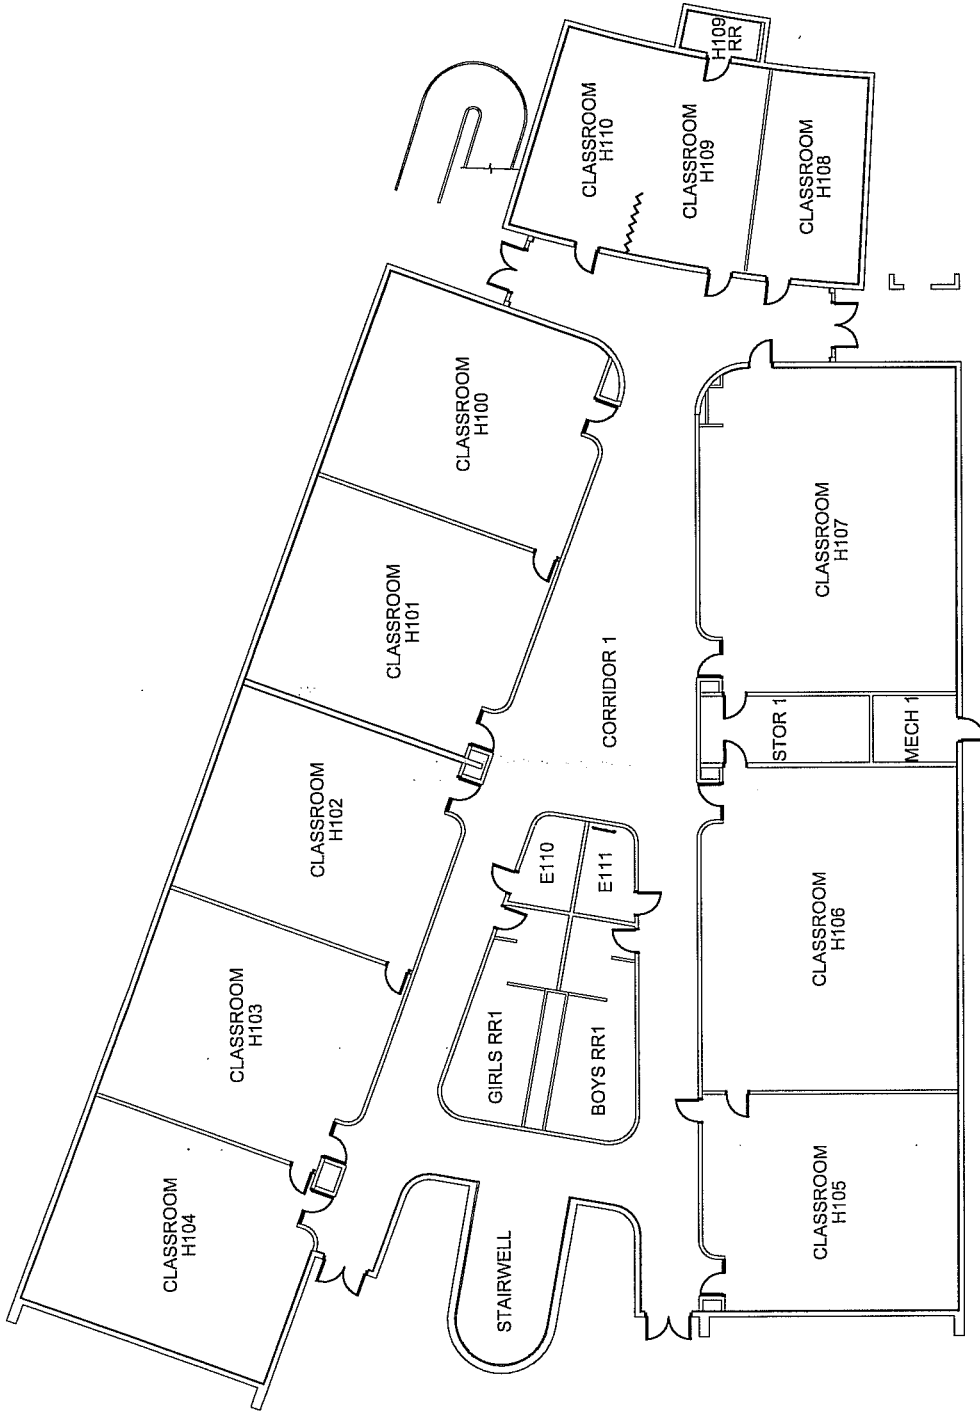 H109
RR
CLASSROOM
H110
CLASSROOM
H109
CLASSROOM
H108
CLASSROOM
H100
CLASSROOM
H101
CLASSROOM
H107
CORRIDOR 1
STOR 1
MECH 1
CLASSROOM
H102
E110
E111
CLASSROOM
H106
CLASSROOM
H103
GIRLS RR1
BOYS RR1
CLASSROOM
H104
STAIRWELL
CLASSROOM
H105